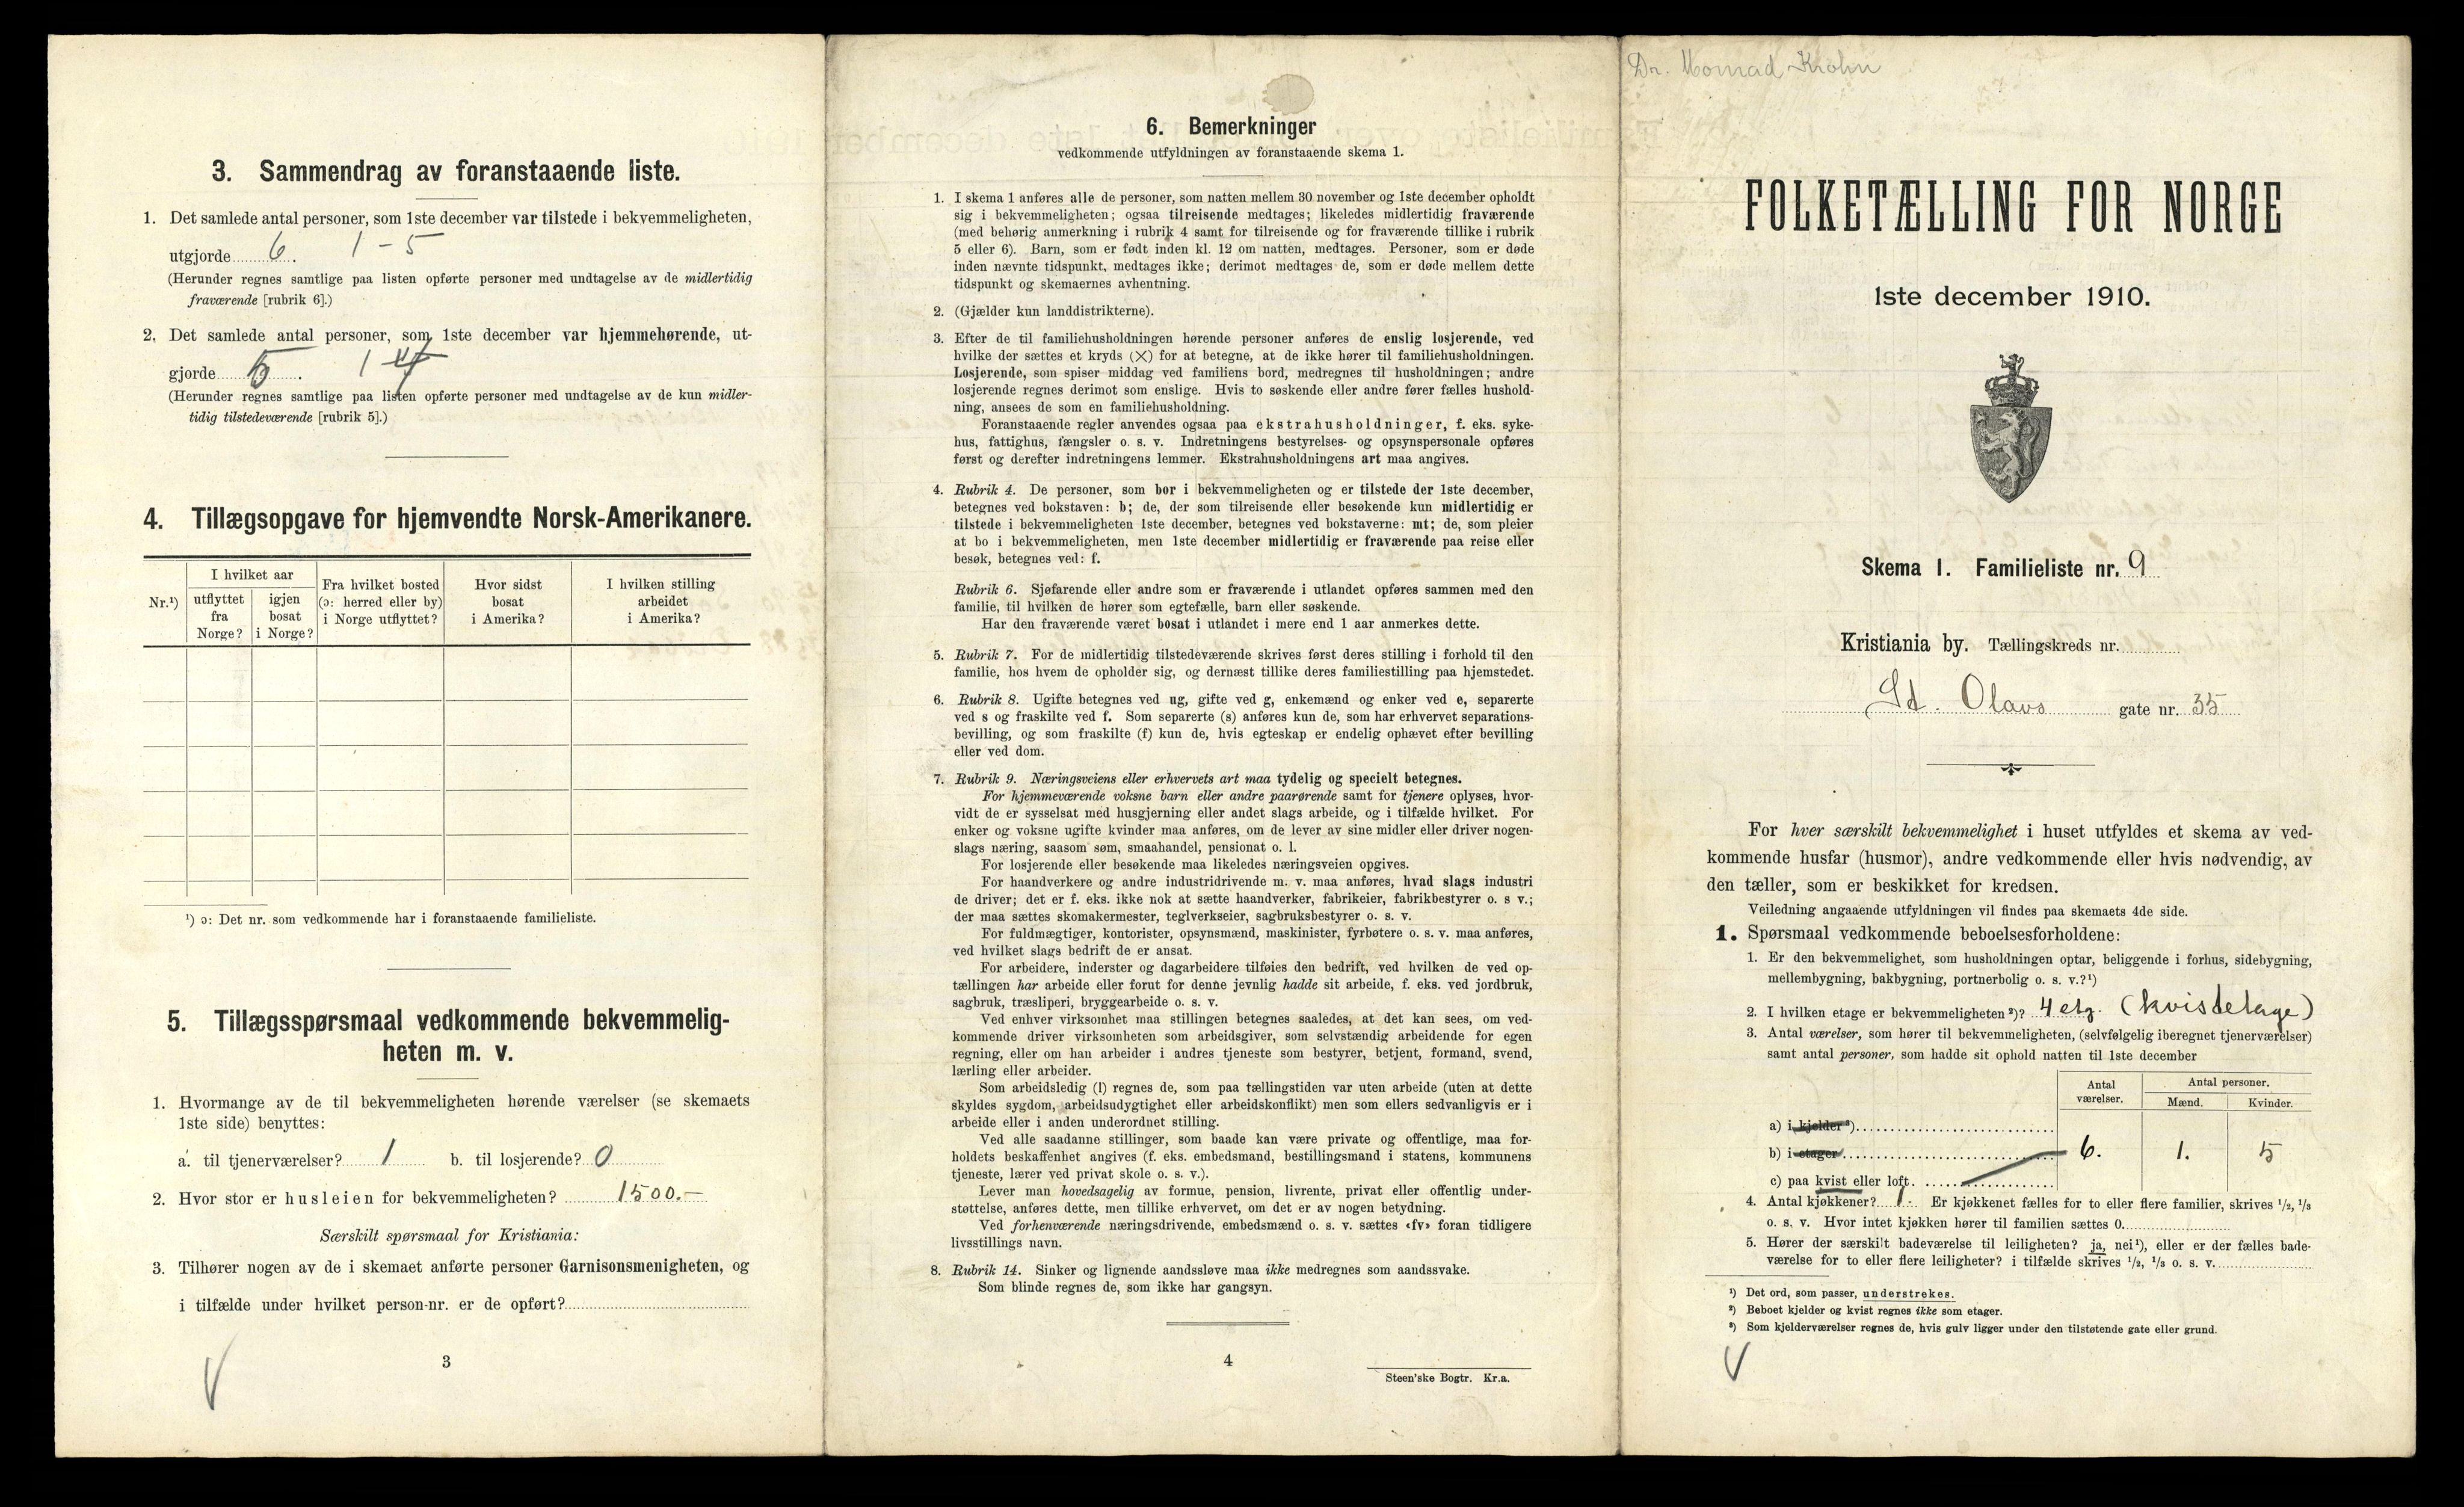 3. Sammendrag av foranstaaende liste.
1. Det samlede antal personer, som 1ste december var tilstede i bekvemmeligheten,
utgjorde 6. 1 - 5
(Herunder regnes samtlige paa listen opførte personer med undtagelse av de midlertidig
fraværende [rubrik 6].)
2. Det samlede antal personer, som 1ste december var hjemmehørende, ut-
gjorde 5. 1 - 4
(Herunder regnes samtlige paa listen opførte personer med undtagelse av de kun midler-
tidig tilstedeværende [rubrik 5].)
4. Tillægsopgave for hjemvendte Norsk-Amerikanere.
Nr.¹)
I hvilket aar
utflyttet
fra
Norge?
igjen
bosat
i Norge?
Fra hvilket bosted
(ɔ: herred eller by)
i Norge utflyttet?
Hvor sidst
bosat
i Amerika?
I hvilken stilling
arbeidet
i Amerika?
¹) ɔ: Det nr. som vedkommende har i foranstaaende familieliste.
5. Tillægsspørsmaal vedkommende bekvemmelig-
heten m. v.
1. Hvormange av de til bekvemmeligheten hørende værelser (se skemaets
1ste side) benyttes:
a. til tjenerværelser? 1 b. til losjerende? 0
2. Hvor stor er husleien for bekvemmeligheten? 1500.-
Særskilt spørsmaal for Kristiania:
3. Tilhører nogen av de i skemaet anførte personer Garnisonsmenigheten, og
i tilfælde under hvilket person-nr. er de opført?
3
6. Bemerkninger
vedkommende utfyldningen av foranstaaende skema 1.
1. I skema 1 anføres alle de personer, som natten mellem 30 november og 1ste december opholdt
sig i bekvemmeligheten; ogsaa tilreisende medtages; likeledes midlertidig fraværende
(med behørig anmerkning i rubrik 4 samt for tilreisende og for fraværende tillike i rubrik
5 eller 6). Barn, som er født inden kl. 12 om natten, medtages. Personer, som er døde
inden nævnte tidspunkt, medtages ikke; derimot medtages de, som er døde mellem dette
tidspunkt og skemaernes avhentning.
2. (Gjælder kun landdistrikterne).
3. Efter de til familiehusholdningen hørende personer anføres de enslig losjerende, ved
hvilke der sættes et kryds (×) for at betegne, at de ikke hører til familiehusholdningen.
Losjerende, som spiser middag ved familiens bord, medregnes til husholdningen; andre
losjerende regnes derimot som enslige. Hvis to søskende eller andre fører fælles hushold-
ning, ansees de som en familiehusholdning.
Foranstaaende regler anvendes ogsaa paa ekstrahusholdninger, f. eks. syke-
hus, fattighus, fængsler o. s. v. Indretningens bestyrelses- og opsynspersonale opføres
først og derefter indretningens lemmer. Ekstrahusholdningens art maa angives.
4. Rubrik 4. De personer, som bor i bekvemmeligheten og er tilstede der 1ste december,
betegnes ved bokstaven: b; de, der som tilreisende eller besøkende kun midlertidig er
tilstede i bekvemmeligheten 1ste december, betegnes ved bokstaverne: mt; de, som pleier
at bo i bekvemmeligheten, men 1ste december midlertidig er fraværende paa reise eller
besøk, betegnes ved: f.
Rubrik 6. Sjøfarende eller andre som er fraværende i utlandet opføres sammen med den
familie, til hvilken de hører som egtefælle, barn eller søskende.
Har den fraværende været bosat i utlandet i mere end 1 aar anmerkes dette.
5. Rubrik 7. For de midlertidig tilstedeværende skrives først deres stilling i forhold til den
familie, hos hvem de opholder sig, og dernæst tillike deres familiestilling paa hjemstedet.
6. Rubrik 8. Ugifte betegnes ved ug, gifte ved g, enkemænd og enker ved e, separerte
ved s og fraskilte ved f. Som separerte (s) anføres kun de, som har erhvervet separations-
bevilling, og som fraskilte (f) kun de, hvis egteskap er endelig ophævet efter bevilling
eller ved dom.
7. Rubrik 9. Næringsveiens eller erhvervets art maa tydelig og specielt betegnes.
For hjemmeværende voksne barn eller andre paarørende samt for tjenere oplyses, hvor-
vidt de er sysselsat med husgjerning eller andet slags arbeide, og i tilfælde hvilket. For
enker og voksne ugifte kvinder maa anføres, om de lever av sine midler eller driver nogen-
slags næring, saasom søm, smaahandel, pensionat o. l.
For losjerende eller besøkende maa likeledes næringsveien opgives.
For haandverkere og andre industridrivende m. v. maa anføres, hvad slags industri
de driver; det er f. eks. ikke nok at sætte haandverker, fabrikeier, fabrikbestyrer o. s v.;
der maa sættes skomakermester, teglverkseier, sagbruksbestyrer o. s. v.
For fuldmægtiger, kontorister, opsynsmænd, maskinister, fyrbøtere o. s. v. maa anføres,
ved hvilket slags bedrift de er ansat.
For arbeidere, inderster og dagarbeidere tilføies den bedrift, ved hvilken de ved op-
tællingen har arbeide eller forut for denne jevnlig hadde sit arbeide, f. eks. ved jordbruk,
sagbruk, træsliperi, bryggearbeide o. s. v.
Ved enhver virksomhet maa stillingen betegnes saaledes, at det kan sees, om ved-
kommende driver virksomheten som arbeidsgiver, som selvstændig arbeidende for egen
regning, eller om han arbeider i andres tjeneste som bestyrer, betjent, formand, svend,
lærling eller arbeider.
Som arbeidsledig (l) regnes de, som paa tællingstiden var uten arbeide (uten at dette
skyldes sygdom, arbeidsudygtighet eller arbeidskonflikt) men som ellers sedvanligvis er i
arbeide eller i anden underordnet stilling.
Ved alle saadanne stillinger, som baade kan være private og offentlige, maa for-
holdets beskaffenhet angives (f. eks. embedsmand, bestillingsmand i statens, kommunens
tjeneste, lærer ved privat skole o. s. v.).
Lever man hovedsagelig av formue, pension, livrente, privat eller offentlig under-
støttelse, anføres dette, men tillike erhvervet, om det er av nogen betydning.
Ved forhenværende næringsdrivende, embedsmænd o. s. v. sættes «fv» foran tidligere
livsstillings navn.
8. Rubrik 14. Sinker og lignende aandssløve maa ikke medregnes som aandssvake.
Som blinde regnes de, som ikke har gangsyn.
4
Steen'ske Bogtr. Kr.a.
Dr. Monrad Krohn
FOLKETÆLLING FOR NORGE
1ste december 1910.
Skema 1. Familieliste nr. 9
Kristiania by. Tællingskreds nr.
St. Olavs gate nr. 35
For hver særskilt bekvemmelighet i huset utfyldes et skema av ved-
kommende husfar (husmor), andre vedkommende eller hvis nødvendig, av
den tæller, som er beskikket for kredsen.
Veiledning angaaende utfyldningen vil findes paa skemaets 4de side.
1. Spørsmaal vedkommende beboelsesforholdene:
1. Er den bekvemmelighet, som husholdningen optar, beliggende i forhus, sidebygning,
mellembygning, bakbygning, portnerbolig o. s. v.?¹)
2. I hvilken etage er bekvemmeligheten²)? 4 etg. (kvistetage)
3. Antal værelser, som hører til bekvemmeligheten, (selvfølgelig iberegnet tjenerværelser)
samt antal personer, som hadde sit ophold natten til 1ste december
Antal
værelser.
Antal personer.
Mænd. Kvinder.
a) i kjelder³)
b) i etager 6. 1. 5
c) paa kvist eller loft
4. Antal kjøkkener? 1. Er kjøkkenet fælles for to eller flere familier, skrives ¹/₂, ¹/₃
o. s. v. Hvor intet kjøkken hører til familien sættes 0.
5. Hører der særskilt badeværelse til leiligheten? ja, nei¹), eller er der fælles bade-
værelse for to eller flere leiligheter? i tilfælde skrives ¹/₂, ¹/₃ o. s. v.
¹) Det ord, som passer, understrekes.
²) Beboet kjelder og kvist regnes ikke som etager.
³) Som kjelderværelser regnes de, hvis gulv ligger under den tilstøtende gate eller grund.